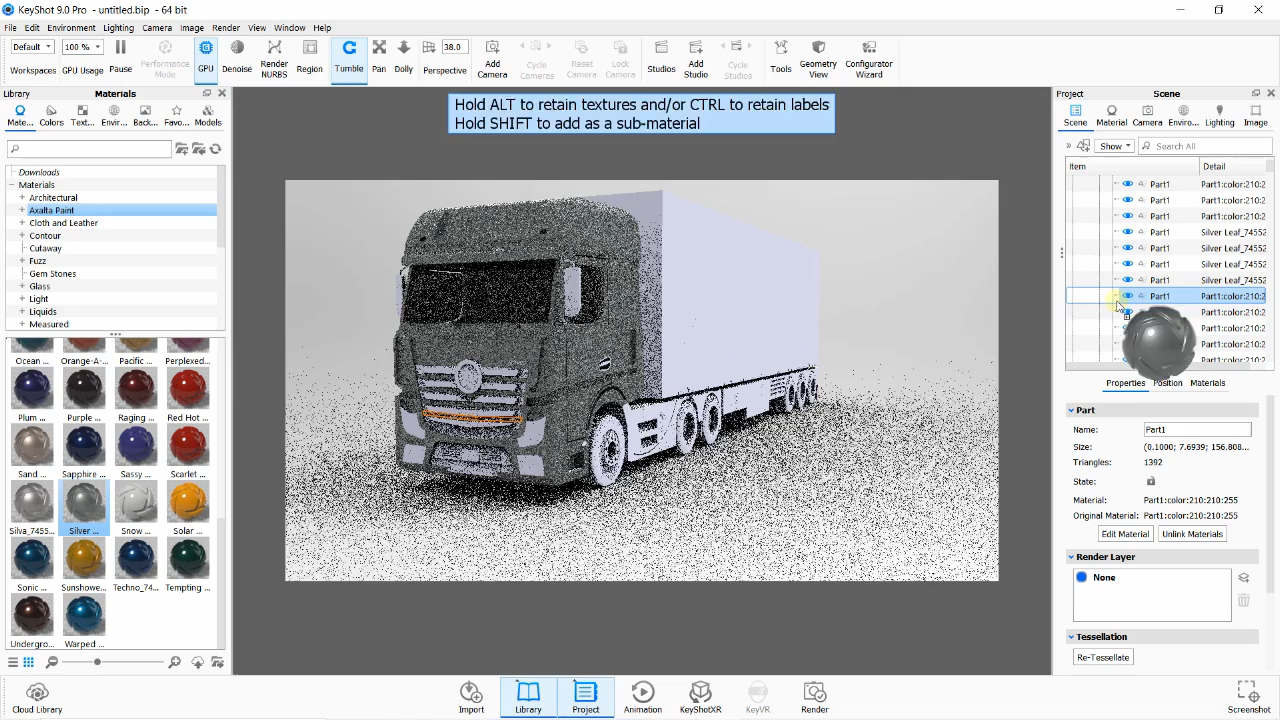 KeyShot 9.0 Pro - untitled.bip - 64 bit
File Edit Environment Lighting Camera Image Render View Window Help
Default 100 % 38.0
Workspaces GPU Usage Pause Performance Mode GPU Denoise Render NURBS Region Tumble Pan Dolly Perspective Add Camera Cycle Cameras Reset Camera Lock Camera Studios Add Studio Cycle Studios Tools Geometry View Configurator Wizard
Library Materials
Mate... Colors Text... Envir... Back... Favo... Models
Downloads
Materials
Architectural
Axalta Paint
Cloth and Leather
Contour
Cutaway
Fuzz
Gem Stones
Glass
Light
Liquids
Measured
Ocean ... Orange-A-... Pacific ... Perplexed...
Plum ... Purple ... Raging ... Red Hot ...
Sand ... Sapphire ... Sassy ... Scarlet ...
Silva_7455... Silver ... Snow ... Solar ...
Sonic ... Sunshowe... Techno_74... Tempting ...
Undergro... Warped ...
Hold ALT to retain textures and/or CTRL to retain labels
Hold SHIFT to add as a sub-material
Project Scene
Scene Material Camera Enviro... Lighting Image
Show Search All
Item Detail
Part1 Part1:color:210:2
Part1 Part1:color:210:2
Part1 Part1:color:210:2
Part1 Silver Leaf_74552
Part1 Silver Leaf_74552
Part1 Silver Leaf_74552
Part1 Silver Leaf_74552
Part1 Part1:color:210:2
Part1:color:210:2
Part1:color:210:2
Part1:color:210:2
Part1:color:210:2
Properties Position Materials
Part
Name: Part1
Size: (0.1000; 7.6939; 156.808...
Triangles: 1392
State:
Material: Part1:color:210:210:255
Original Material: Part1:color:210:210:255
Edit Material Unlink Materials
Render Layer
None
Tessellation
Re-Tessellate
Cloud Library Import Library Project Animation KeyShotXR KeyVR Render Screenshot